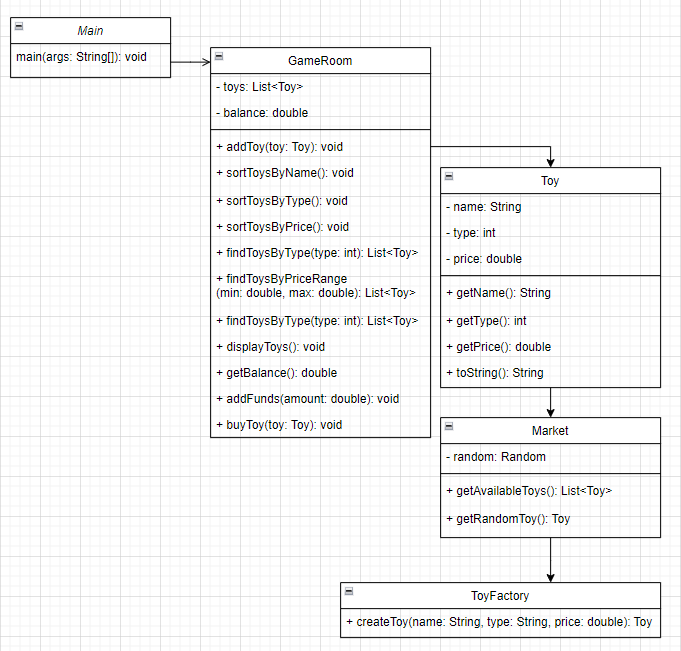 Main
main(args: String[]): void
GameRoom
- toys: List<Toy>
- balance: double
+ addToy(toy: Toy): void
+ sortToysByName(): void
+ sortToysByType(): void
+ sortToysByPrice(): void
+ findToysByType(type: int): List<Toy>
+ findToysByPriceRange
(min: double, max: double): List<Toy>
+ findToysByType(type: int): List<Toy>
+ displayToys(): void
+ getBalance(): double
+ addFunds(amount: double): void
+ buyToy(toy: Toy): void
Toy
- name: String
- type: int
- price: double
+ getName(): String
+ getType(): int
+ getPrice(): double
+ toString(): String
Market
- random: Random
+ getAvailableToys(): List<Toy>
+ getRandomToy(): Toy
ToyFactory
+ createToy(name: String, type: String, price: double): Toy